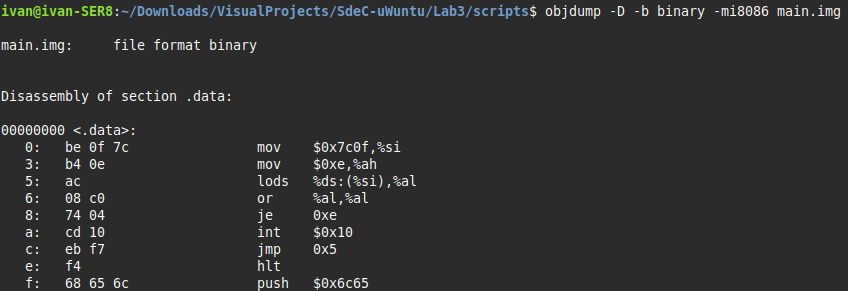 ivan@ivan-SER8:~/Downloads/VisualProjects/SdeC-uWuntu/Lab3/scripts$ objdump -D -b binary -mi8086 main.img
main.img:     file format binary
Disassembly of section .data:
00000000 <.data>:
   0:   be 0f 7c                mov    $0x7c0f,%si
   3:   b4 0e                   mov    $0xe,%ah
   5:   ac                      lods   %ds:(%si),%al
   6:   08 c0                   or     %al,%al
   8:   74 04                   je     0xe
   a:   cd 10                   int    $0x10
   c:   eb f7                   jmp    0x5
   e:   f4                      hlt
   f:   68 65 6c                push   $0x6c65